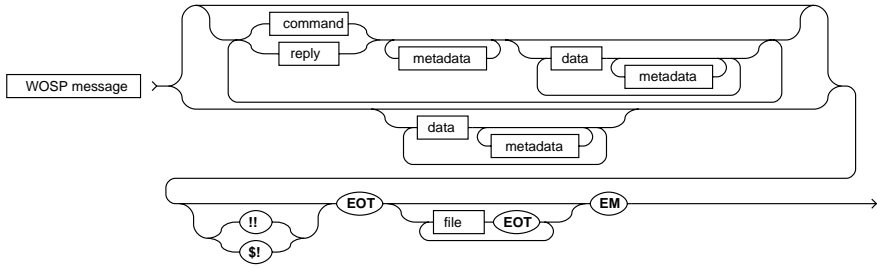 command
reply
metadata
data
metadata
WOSP message
data
metadata
!!
$!
EOT
file
EOT
EM